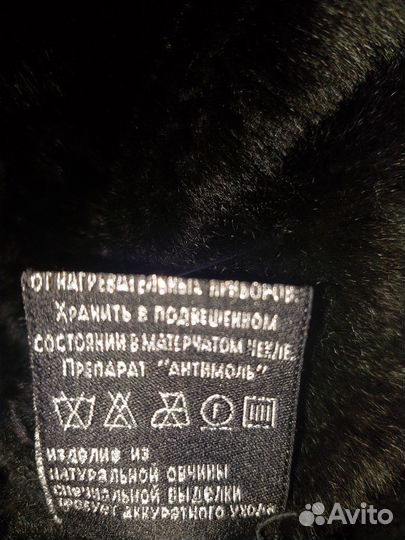 ОТ НАГРЕВАТЕЛЬНЫХ ПРИБОРОВ.
ХРАНИТЬ В ПОДВЕШЕННОМ
СОСТОЯНИИ В МАТЕРЧАТОМ ЧЕХЛЕ.
ПРЕПАРАТ "АНТИМОЛЬ"
ИЗДЕЛИЕ ИЗ
НАТУРАЛЬНОЙ ОВЧИНЫ
СПЕЦИАЛЬНОЙ ВЫДЕЛКИ
ТРЕБУЕТ АККУРАТНОГО УХОДА
Avito